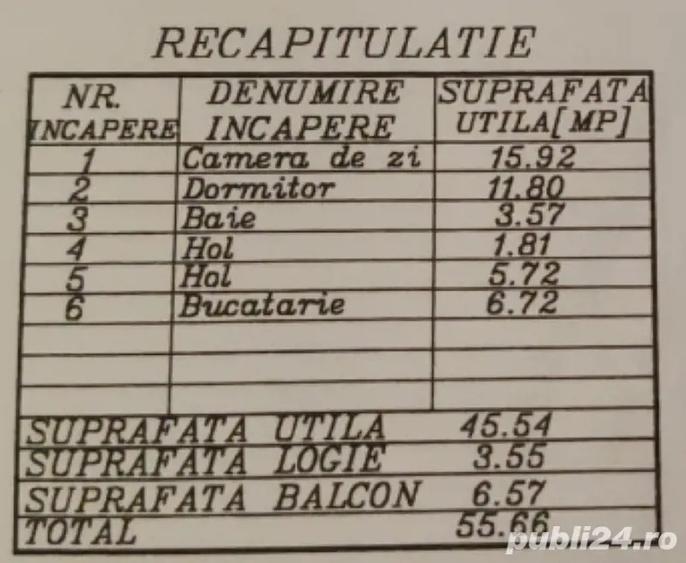 RECAPITULATIE
NR. INCAPERE DENUMIRE INCAPERE SUPRAFATA UTILA[MP]
1 Camera de zi 15.92
2 Dormitor 11.80
3 Baie 3.57
4 Hol 1.81
5 Hol 5.72
6 Bucatarie 6.72
SUPRAFATA UTILA 45.54
SUPRAFATA LOGIE 3.55
SUPRAFATA BALCON 6.57
TOTAL 55.66
publi24.ro